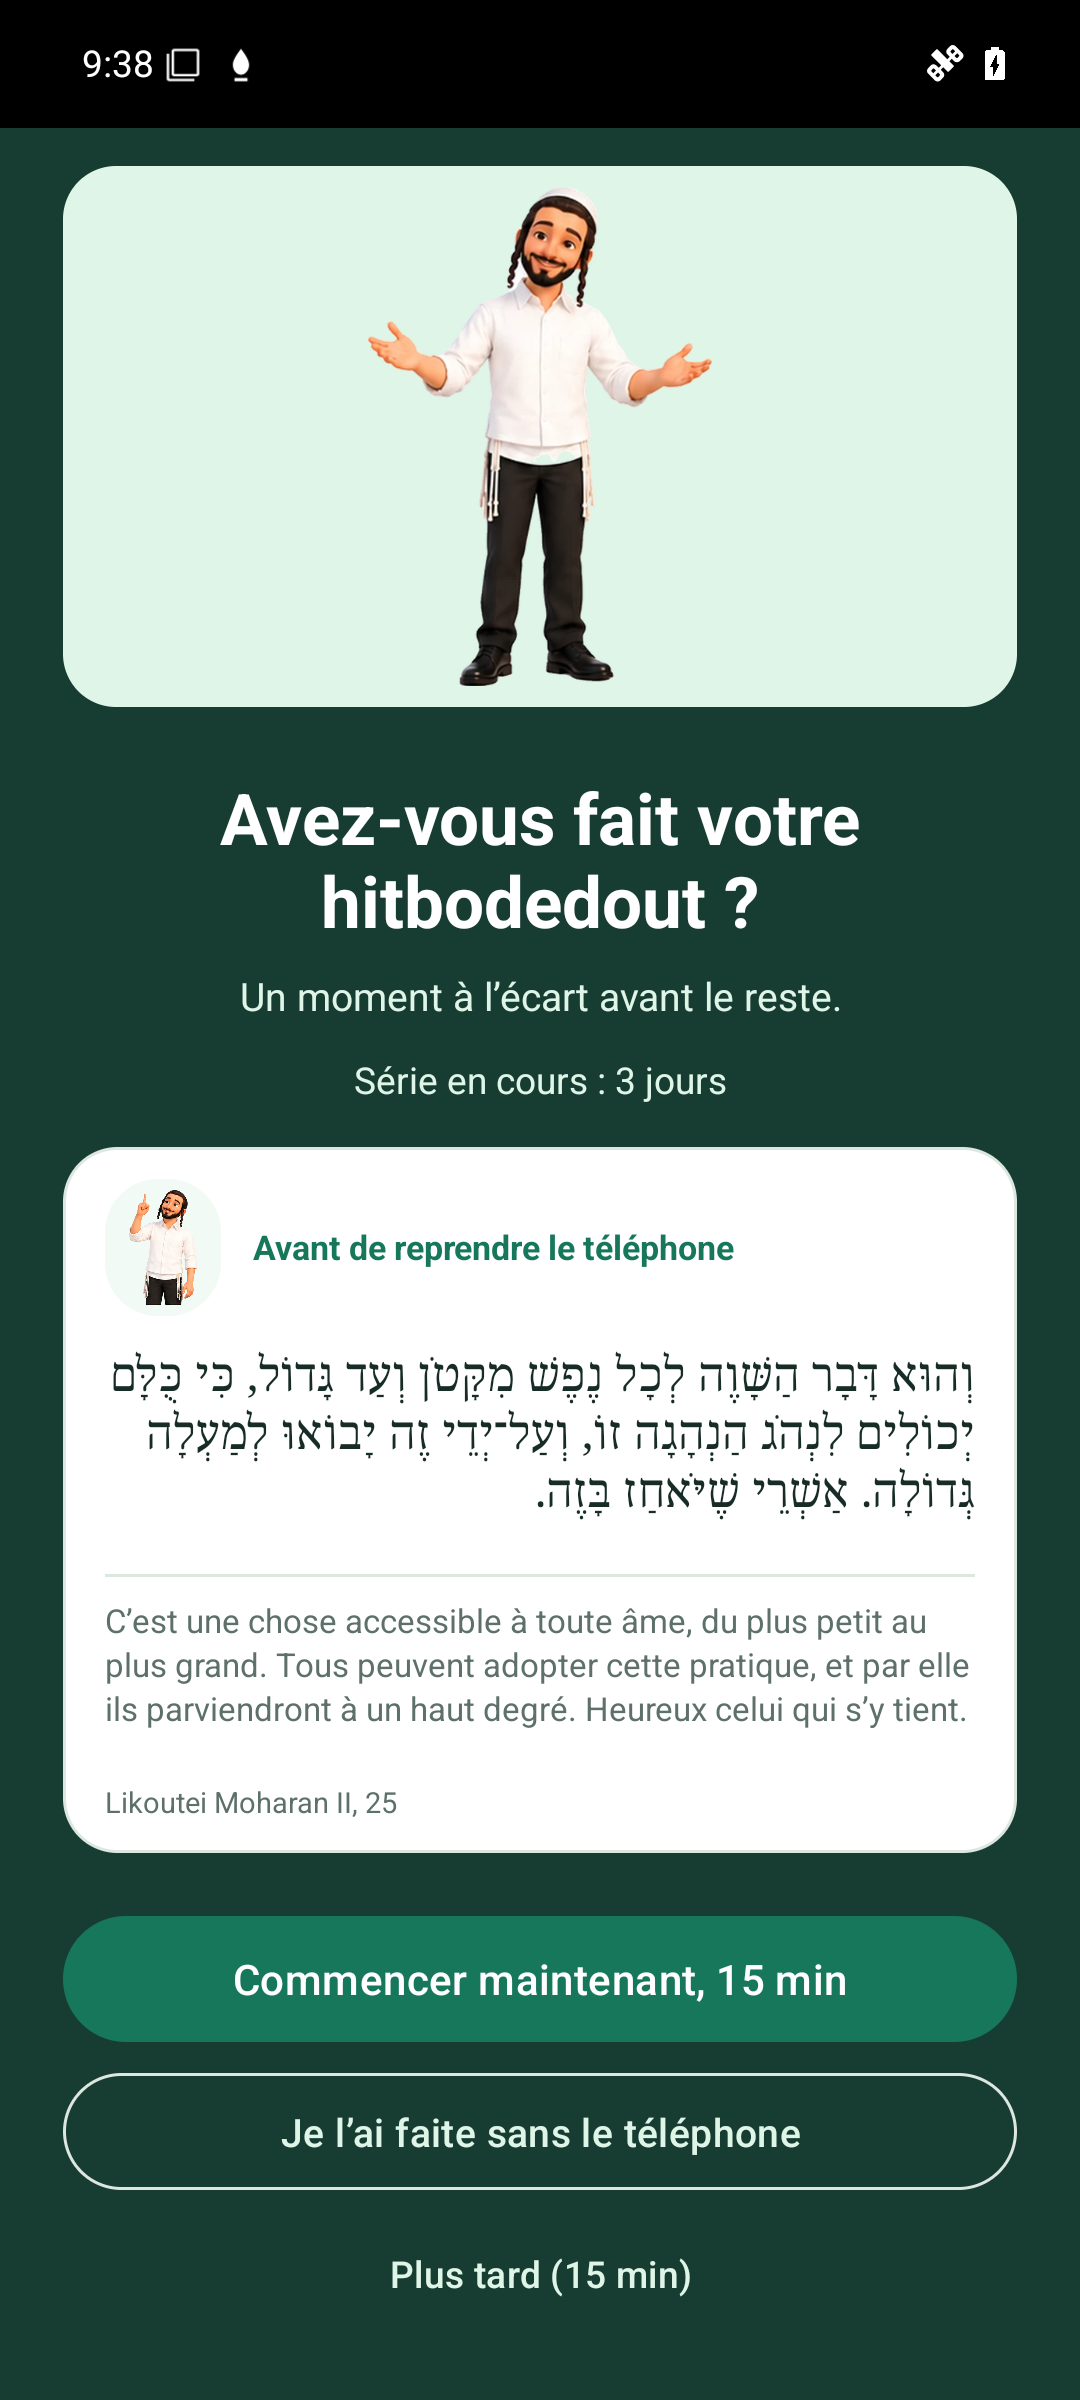 9:38
Avez-vous fait votre
hitbodedout ?
Un moment à l’écart avant le reste.
Série en cours : 3 jours
Avant de reprendre le téléphone
וְהוּא דָּבָר הַשָּׁוֶה לְכָל נֶפֶשׁ מִקָּטֹן וְעַד גָּדוֹל, כִּי כֻּלָּם
יְכוֹלִים לִנְהֹג הַנְהָגָה זוֹ, וְעַל־יְדֵי זֶה יָבוֹאוּ לְמַעְלָה
גְּדוֹלָה. אַשְׁרֵי שֶׁיֹּאחַז בָּזֶה.
C’est une chose accessible à toute âme, du plus petit au
plus grand. Tous peuvent adopter cette pratique, et par elle
ils parviendront à un haut degré. Heureux celui qui s’y tient.
Likoutei Moharan II, 25
Commencer maintenant, 15 min
Je l’ai faite sans le téléphone
Plus tard (15 min)